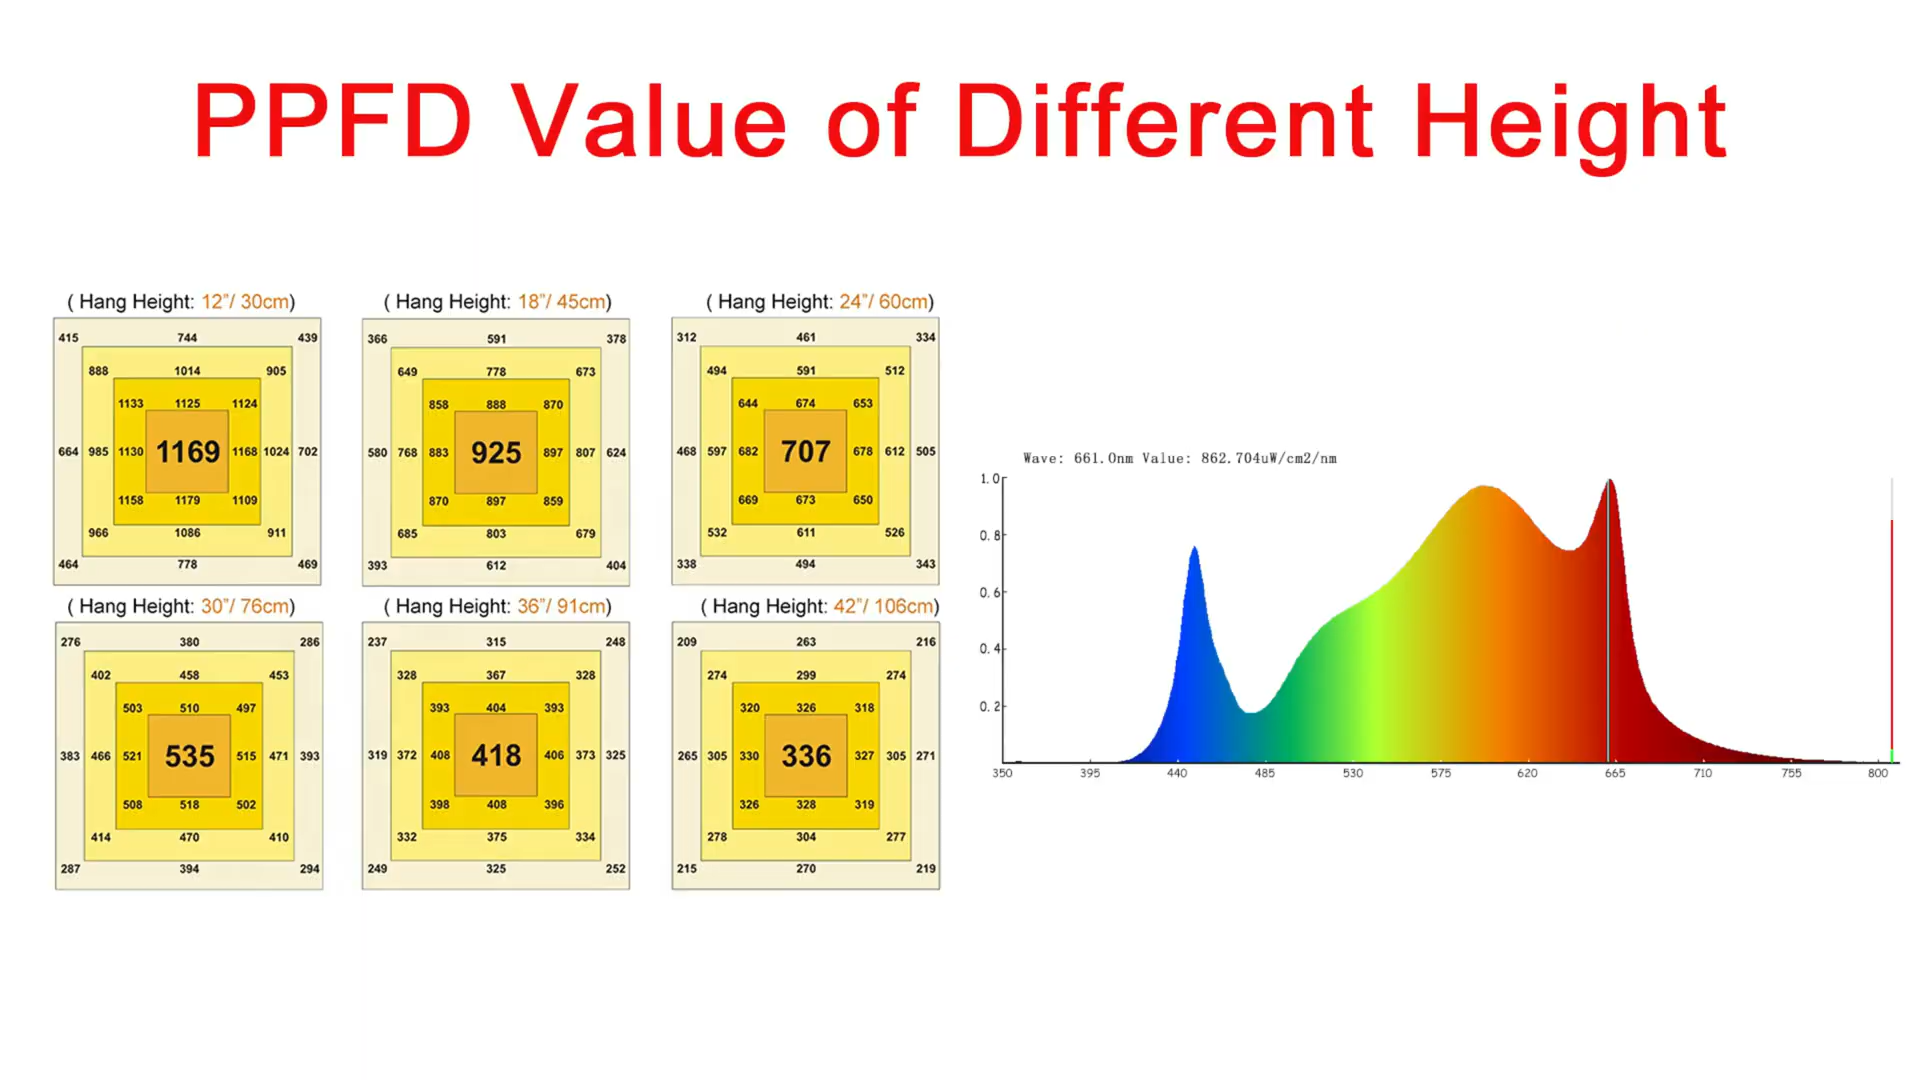 PPFD Value of Different Height
( Hang Height: 12”/ 30cm)
415 744 439
888 1014 905
1133 1125 1124
664 985 1130 1169 1168 1024 702
1158 1179 1109
966 1086 911
464 778 469
( Hang Height: 18”/ 45cm)
366 591 378
649 778 673
858 888 870
580 768 883 925 897 807 624
870 897 859
685 803 679
393 612 404
( Hang Height: 24”/ 60cm)
312 461 334
494 591 512
644 674 653
468 597 682 707 678 612 505
669 673 650
532 611 526
338 494 343
( Hang Height: 30”/ 76cm)
276 380 286
402 458 453
503 510 497
383 466 521 535 515 471 393
508 518 502
414 470 410
287 394 294
( Hang Height: 36”/ 91cm)
237 315 248
328 367 328
393 404 393
319 372 408 418 406 373 325
398 408 396
332 375 334
249 325 252
( Hang Height: 42”/ 106cm)
209 263 216
274 299 274
320 326 318
265 305 330 336 327 305 271
326 328 319
278 304 277
215 270 219
Wave: 661.0nm Value: 862.704uW/cm2/nm
1.0
0.8
0.6
0.4
0.2
350 395 440 485 530 575 620 665 710 755 800